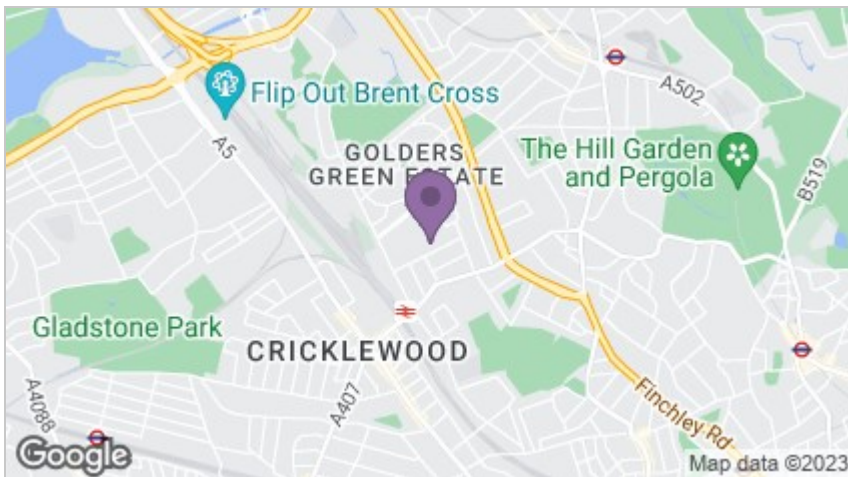 Flip Out Brent Cross
A502
A5
GOLDERS
GREEN ESTATE
The Hill Garden
and Pergola
B519
Gladstone Park
CRICKLEWOOD
A407
A4088
Finchley Rd
Google
Map data ©2023